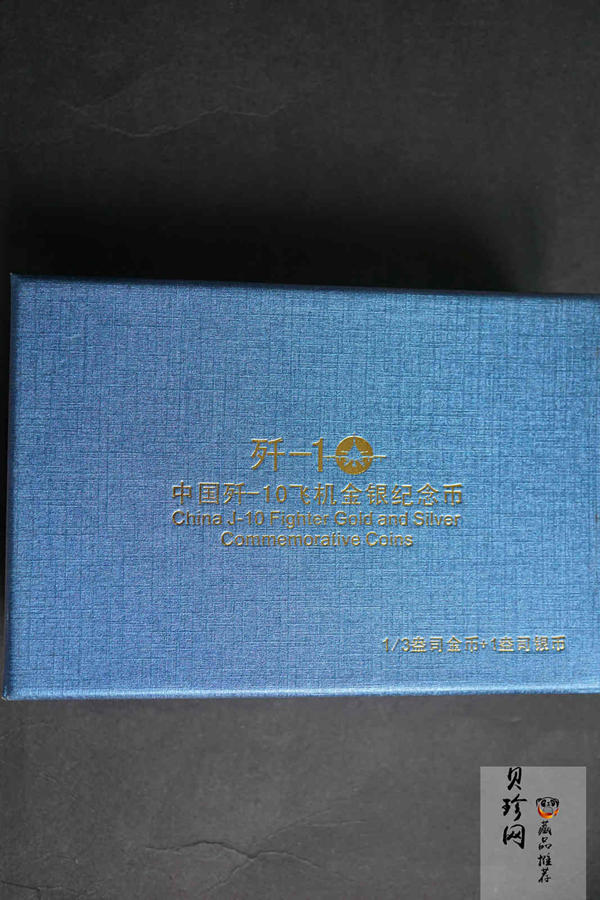 歼-10
中国歼-10飞机金银纪念币
China J-10 Fighter Gold and Silver
Commemorative Coins
1/3盎司金币+1盎司银币
贝珍网
藏品推荐